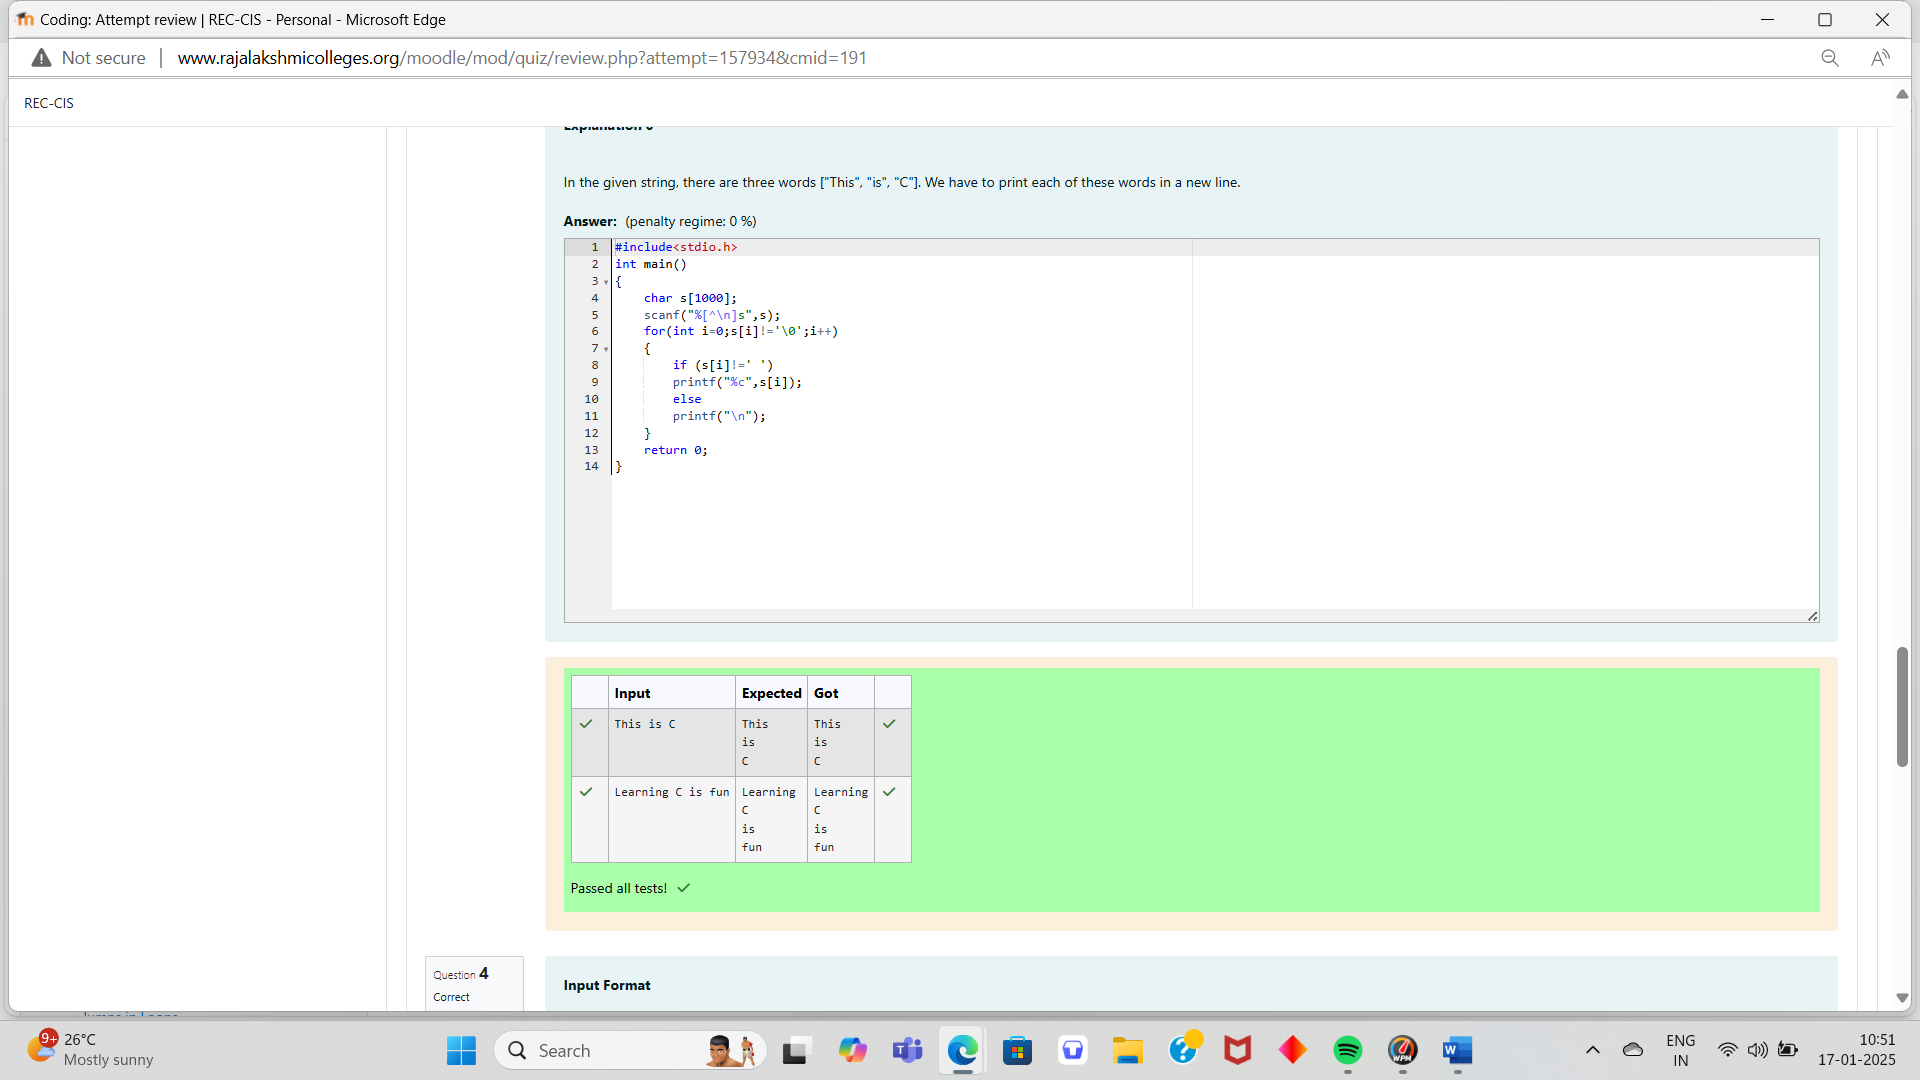 Coding: Attempt review | REC-CIS - Personal - Microsoft Edge
Not secure | www.rajalakshmicolleges.org/moodle/mod/quiz/review.php?attempt=157934&cmid=191
REC-CIS
Explanation 0
In the given string, there are three words ["This", "is", "C"]. We have to print each of these words in a new line.
Answer: (penalty regime: 0 %)
1 #include<stdio.h>
2 int main()
3 {
4     char s[1000];
5     scanf("%[^\n]s",s);
6     for(int i=0;s[i]!='\0';i++)
7     {
8         if (s[i]!=' ')
9         printf("%c",s[i]);
10         else
11         printf("\n");
12     }
13     return 0;
14 }
Input Expected Got
This is C This This
is is
C C
Learning C is fun Learning Learning
C C
is is
fun fun
Passed all tests!
Question 4
Correct
Input Format
9+
26°C
Mostly sunny
Search
WPM
ENG
IN
10:51
17-01-2025